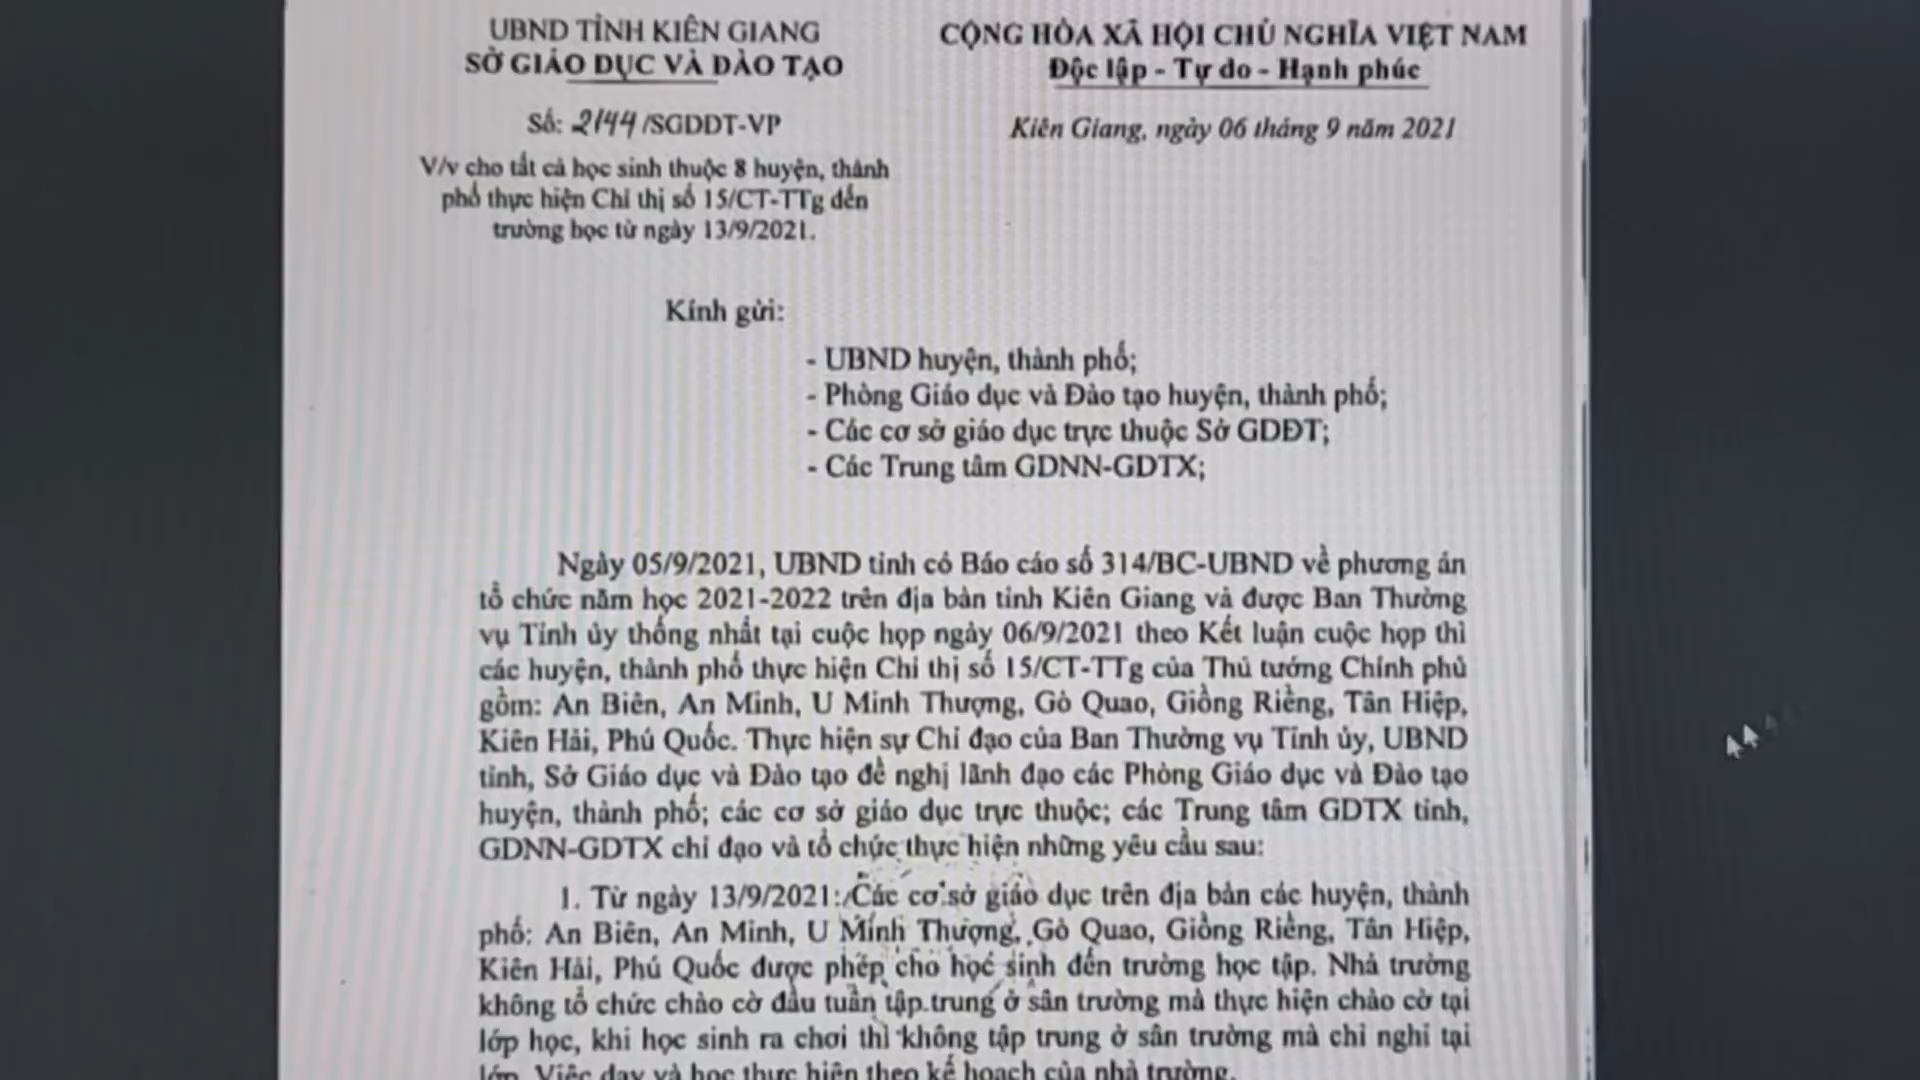 UBND TỈNH KIÊN GIANG
SỞ GIÁO DỤC VÀ ĐÀO TẠO
CỘNG HÒA XÃ HỘI CHỦ NGHĨA VIỆT NAM
Độc lập - Tự do - Hạnh phúc
Số: 2144/SGDĐT-VP
Kiên Giang, ngày 06 tháng 9 năm 2021
V/v cho tất cả học sinh thuộc 8 huyện, thành
phố thực hiện Chỉ thị số 15/CT-TTg đến
trường học từ ngày 13/9/2021.
Kính gửi:
- UBND huyện, thành phố;
- Phòng Giáo dục và Đào tạo huyện, thành phố;
- Các cơ sở giáo dục trực thuộc Sở GDĐT;
- Các Trung tâm GDNN-GDTX;
Ngày 05/9/2021, UBND tỉnh có Báo cáo số 314/BC-UBND về phương án
tổ chức năm học 2021-2022 trên địa bàn tỉnh Kiên Giang và được Ban Thường
vụ Tỉnh ủy thống nhất tại cuộc họp ngày 06/9/2021 theo Kết luận cuộc họp thì
các huyện, thành phố thực hiện Chỉ thị số 15/CT-TTg của Thủ tướng Chính phủ
gồm: An Biên, An Minh, U Minh Thượng, Gò Quao, Giồng Riềng, Tân Hiệp,
Kiên Hải, Phú Quốc. Thực hiện sự Chỉ đạo của Ban Thường vụ Tỉnh ủy, UBND
tỉnh, Sở Giáo dục và Đào tạo đề nghị lãnh đạo các Phòng Giáo dục và Đào tạo
huyện, thành phố; các cơ sở giáo dục trực thuộc; các Trung tâm GDTX tỉnh,
GDNN-GDTX chỉ đạo và tổ chức thực hiện những yêu cầu sau:
1. Từ ngày 13/9/2021: Các cơ sở giáo dục trên địa bàn các huyện, thành
phố: An Biên, An Minh, U Minh Thượng, Gò Quao, Giồng Riềng, Tân Hiệp,
Kiên Hải, Phú Quốc được phép cho học sinh đến trường học tập. Nhà trường
không tổ chức chào cờ đầu tuần tập trung ở sân trường mà thực hiện chào cờ tại
lớp học, khi học sinh ra chơi thì không tập trung ở sân trường mà chỉ nghỉ tại
lớp. Việc dạy và học thực hiện theo kế hoạch của nhà trường.